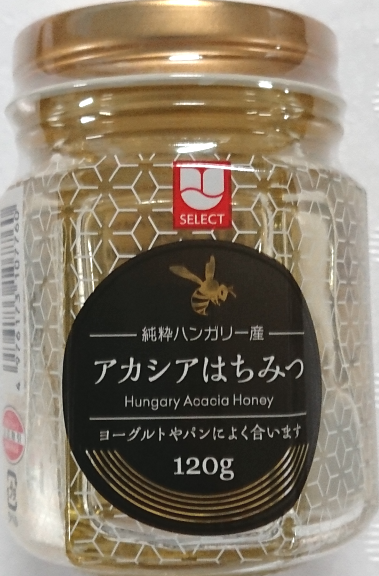 SELECT
純粋ハンガリー産
アカシアはちみつ
Hungary Acacia Honey
ヨーグルトやパンによく合います
120g